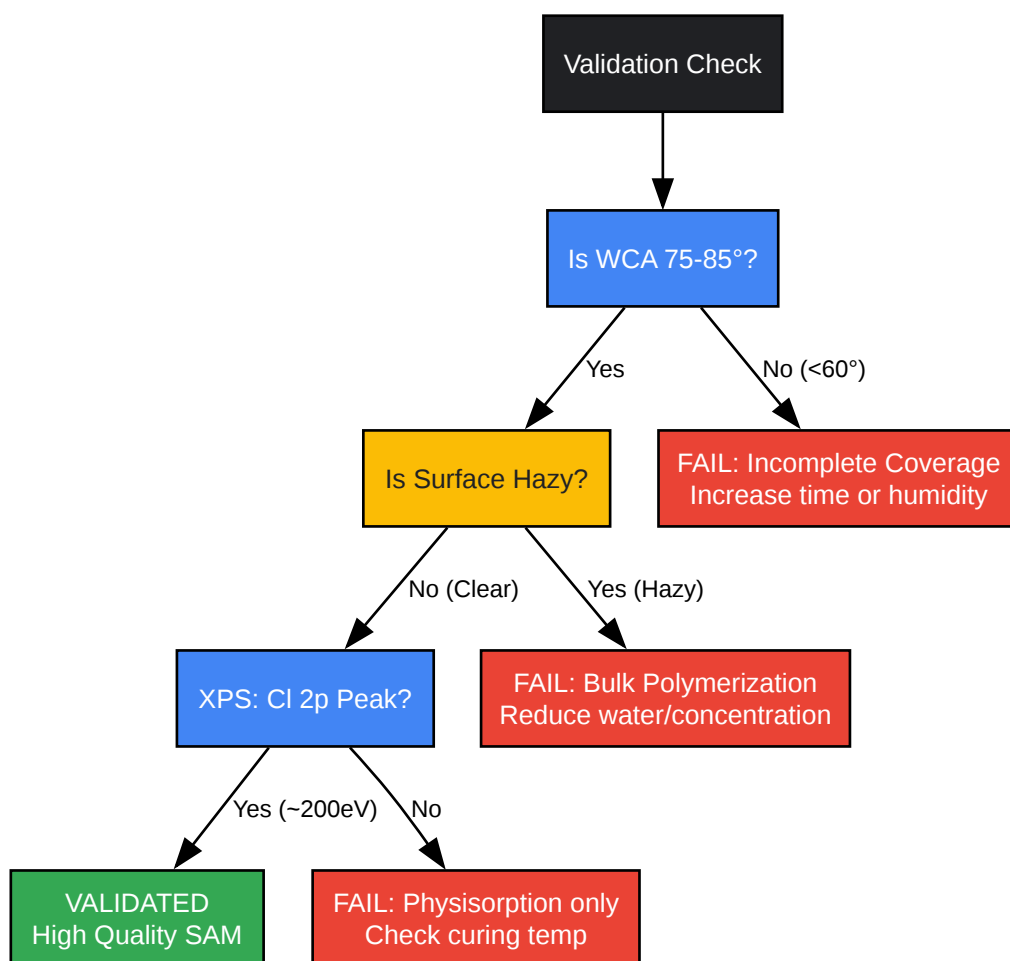 Validation Check
Is WCA 75-85°?
Yes
No (<60°)
Is Surface Hazy?
FAIL: Incomplete Coverage
Increase time or humidity
No (Clear)
Yes (Hazy)
XPS: Cl 2p Peak?
FAIL: Bulk Polymerization
Reduce water/concentration
Yes (~200eV)
No
VALIDATED
High Quality SAM
FAIL: Physisorption only
Check curing temp